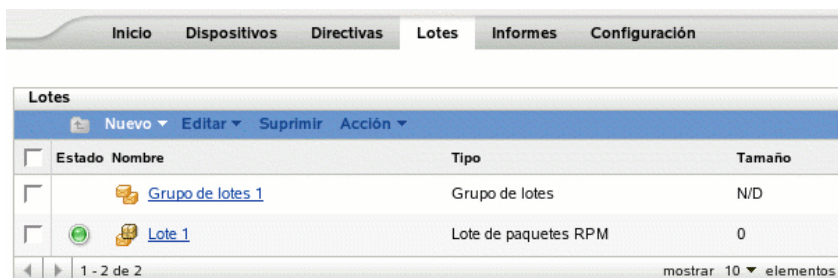 Inicio Dispositivos Directivas Lotes Informes Configuración
Lotes
Nuevo Editar Suprimir Acción
Estado Nombre Tipo Tamaño
Grupo de lotes 1 Grupo de lotes N/D
Lote 1 Lote de paquetes RPM 0
1 - 2 de 2 mostrar 10 elementos